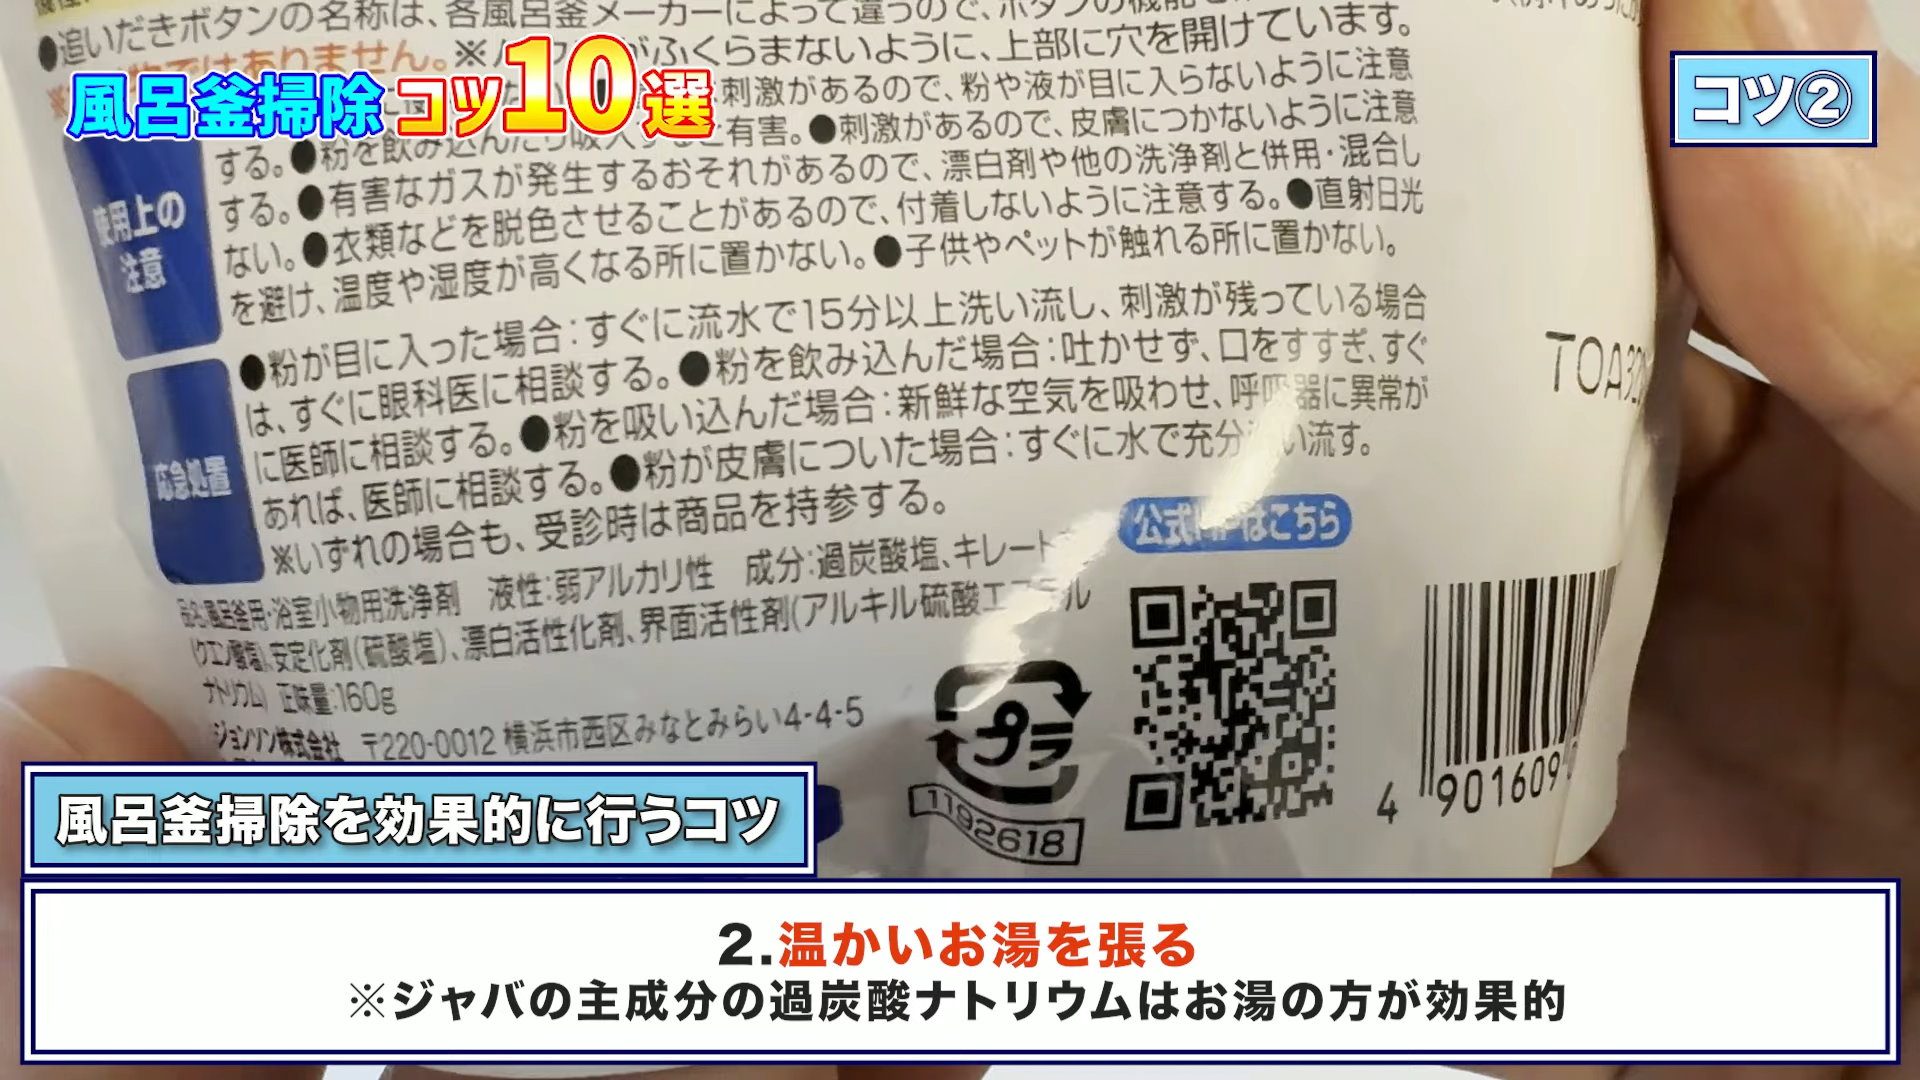 ●追いだきボタンの名称は、各風呂釜メーカーによって違うので、ボタンの機能
ではありません。※ がふくらまないように、上部に穴を開けています。
風呂釜掃除 コツ10選
コツ②
刺激があるので、粉や液が目に入らないように注意
する。●粉を飲み込んだり吸入すると有害。●刺激があるので、皮膚につかないように注意
する。●有害なガスが発生するおそれがあるので、漂白剤や他の洗浄剤と併用・混合し
ない。●衣類などを脱色させることがあるので、付着しないように注意する。●直射日光
を避け、温度や湿度が高くなる所に置かない。●子供やペットが触れる所に置かない。
使用上の
注意
●粉が目に入った場合：すぐに流水で15分以上洗い流し、刺激が残っている場合
は、すぐに眼科医に相談する。●粉を飲み込んだ場合：吐かせず、口をすすぎ、すぐ
に医師に相談する。●粉を吸い込んだ場合：新鮮な空気を吸わせ、呼吸器に異常が
あれば、医師に相談する。●粉が皮膚についた場合：すぐに水で充分洗い流す。
※いずれの場合も、受診時は商品を持参する。
応急処置
TOA
品名:風呂釜用・浴室小物用洗浄剤 液性:弱アルカリ性 成分:過炭酸塩、キレート
(クエン酸塩)、安定化剤(硫酸塩)、漂白活性化剤、界面活性剤(アルキル硫酸エステル
ナトリウム) 正味量:160g
ジョンソン株式会社 〒220-0012 横浜市西区みなとみらい4-4-5
公式HPはこちら
プラ
1192618
4 901609
風呂釜掃除を効果的に行うコツ
2.温かいお湯を張る
※ジャバの主成分の過炭酸ナトリウムはお湯の方が効果的